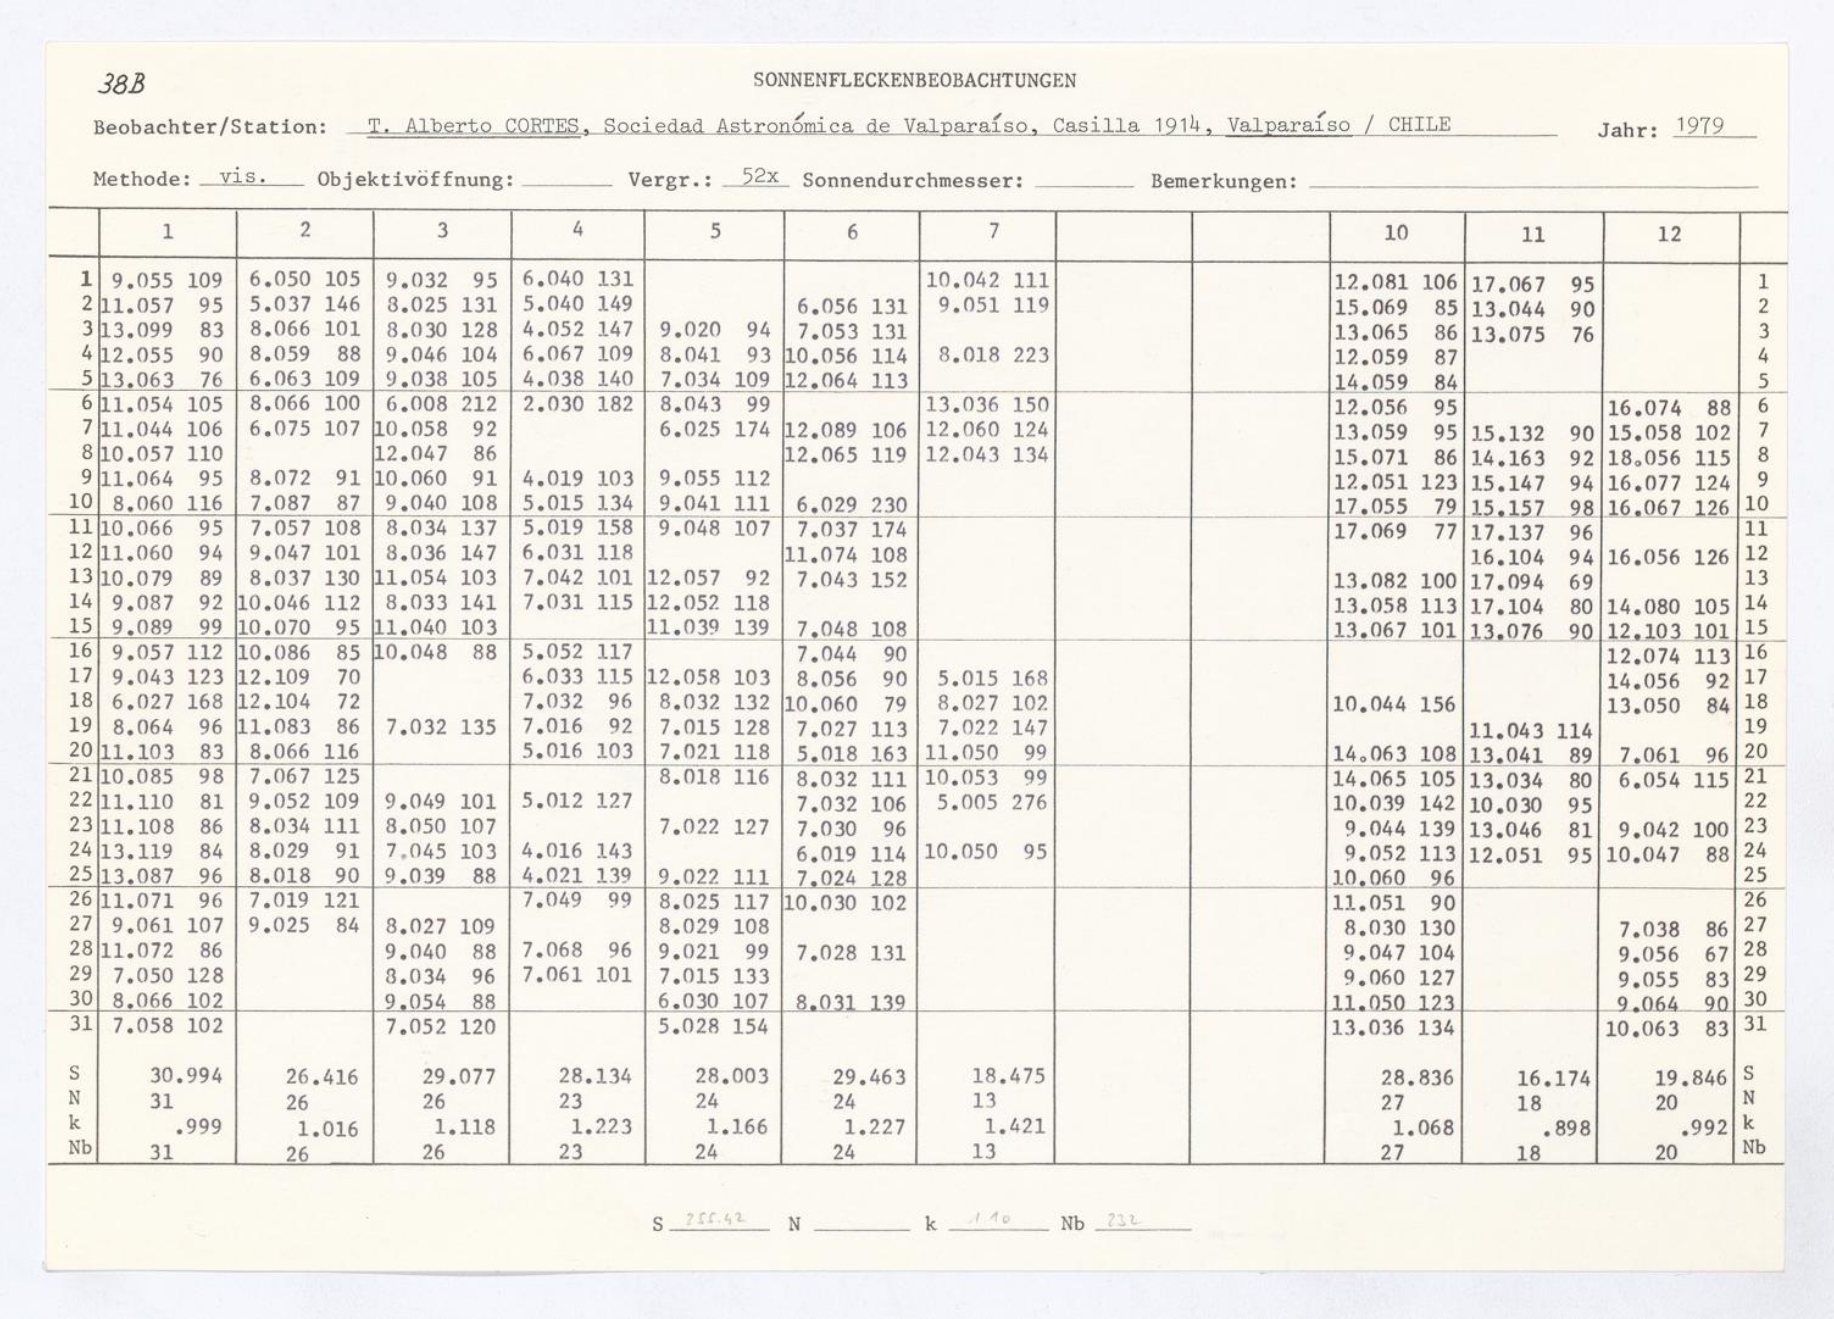 38B
SONNENFLECKENBEOBACHTUNGEN
Beobachter/Station: T. Alberto CORTES, Sociedad Astronómica de Valparaíso, Casilla 1914, Valparaíso / CHILE Jahr: 1979
Methode: vis. Objektivöffnung: Vergr.: 52x Sonnendurchmesser: Bemerkungen:
1 2 3 4 5 6 7 10 11 12
1 9.055 109 6.050 105 9.032 95 6.040 131 10.042 111 12.081 106 17.067 95 1
2 11.057 95 5.037 146 8.025 131 5.040 149 6.056 131 9.051 119 15.069 85 13.044 90 2
3 13.099 83 8.066 101 8.030 128 4.052 147 9.020 94 7.053 131 13.065 86 13.075 76 3
4 12.055 90 8.059 88 9.046 104 6.067 109 8.041 93 10.056 114 8.018 223 12.059 87 4
5 13.063 76 6.063 109 9.038 105 4.038 140 7.034 109 12.064 113 14.059 84 5
6 11.054 105 8.066 100 6.008 212 2.030 182 8.043 99 13.036 150 12.056 95 16.074 88 6
7 11.044 106 6.075 107 10.058 92 6.025 174 12.089 106 12.060 124 13.059 95 15.132 90 15.058 102 7
8 10.057 110 12.047 86 12.065 119 12.043 134 15.071 86 14.163 92 18.056 115 8
9 11.064 95 8.072 91 10.060 91 4.019 103 9.055 112 12.051 123 15.147 94 16.077 124 9
10 8.060 116 7.087 87 9.040 108 5.015 134 9.041 111 6.029 230 17.055 79 15.157 98 16.067 126 10
11 10.066 95 7.057 108 8.034 137 5.019 158 9.048 107 7.037 174 17.069 77 17.137 96 11
12 11.060 94 9.047 101 8.036 147 6.031 118 11.074 108 16.104 94 16.056 126 12
13 10.079 89 8.037 130 11.054 103 7.042 101 12.057 92 7.043 152 13.082 100 17.094 69 13
14 9.087 92 10.046 112 8.033 141 7.031 115 12.052 118 13.058 113 17.104 80 14.080 105 14
15 9.089 99 10.070 95 11.040 103 11.039 139 7.048 108 13.067 101 13.076 90 12.103 101 15
16 9.057 112 10.086 85 10.048 88 5.052 117 7.044 90 12.074 113 16
17 9.043 123 12.109 70 6.033 115 12.058 103 8.056 90 5.015 168 14.056 92 17
18 6.027 168 12.104 72 7.032 96 8.032 132 10.060 79 8.027 102 10.044 156 13.050 84 18
19 8.064 96 11.083 86 7.032 135 7.016 92 7.015 128 7.027 113 7.022 147 11.043 114 19
20 11.103 83 8.066 116 5.016 103 7.021 118 5.018 163 11.050 99 14.063 108 13.041 89 7.061 96 20
21 10.085 98 7.067 125 8.018 116 8.032 111 10.053 99 14.065 105 13.034 80 6.054 115 21
22 11.110 81 9.052 109 9.049 101 5.012 127 7.032 106 5.005 276 10.039 142 10.030 95 22
23 11.108 86 8.034 111 8.050 107 7.022 127 7.030 96 9.044 139 13.046 81 9.042 100 23
24 13.119 84 8.029 91 7.045 103 4.016 143 6.019 114 10.050 95 9.052 113 12.051 95 10.047 88 24
25 13.087 96 8.018 90 9.039 88 4.021 139 9.022 111 7.024 128 10.060 96 25
26 11.071 96 7.019 121 7.049 99 8.025 117 10.030 102 11.051 90 26
27 9.061 107 9.025 84 8.027 109 8.029 108 8.030 130 7.038 86 27
28 11.072 86 9.040 88 7.068 96 9.021 99 7.028 131 9.047 104 9.056 67 28
29 7.050 128 8.034 96 7.061 101 7.015 133 9.060 127 9.055 83 29
30 8.066 102 9.054 88 6.030 107 8.031 139 11.050 123 9.064 90 30
31 7.058 102 7.052 120 5.028 154 13.036 134 10.063 83 31
S 30.994 26.416 29.077 28.134 28.003 29.463 18.475 28.836 16.174 19.846 S
N 31 26 26 23 24 24 13 27 18 20 N
k .999 1.016 1.118 1.223 1.166 1.227 1.421 1.068 .898 .992 k
Nb 31 26 26 23 24 24 13 27 18 20 Nb
S 255.42 N k 1 10 Nb 232